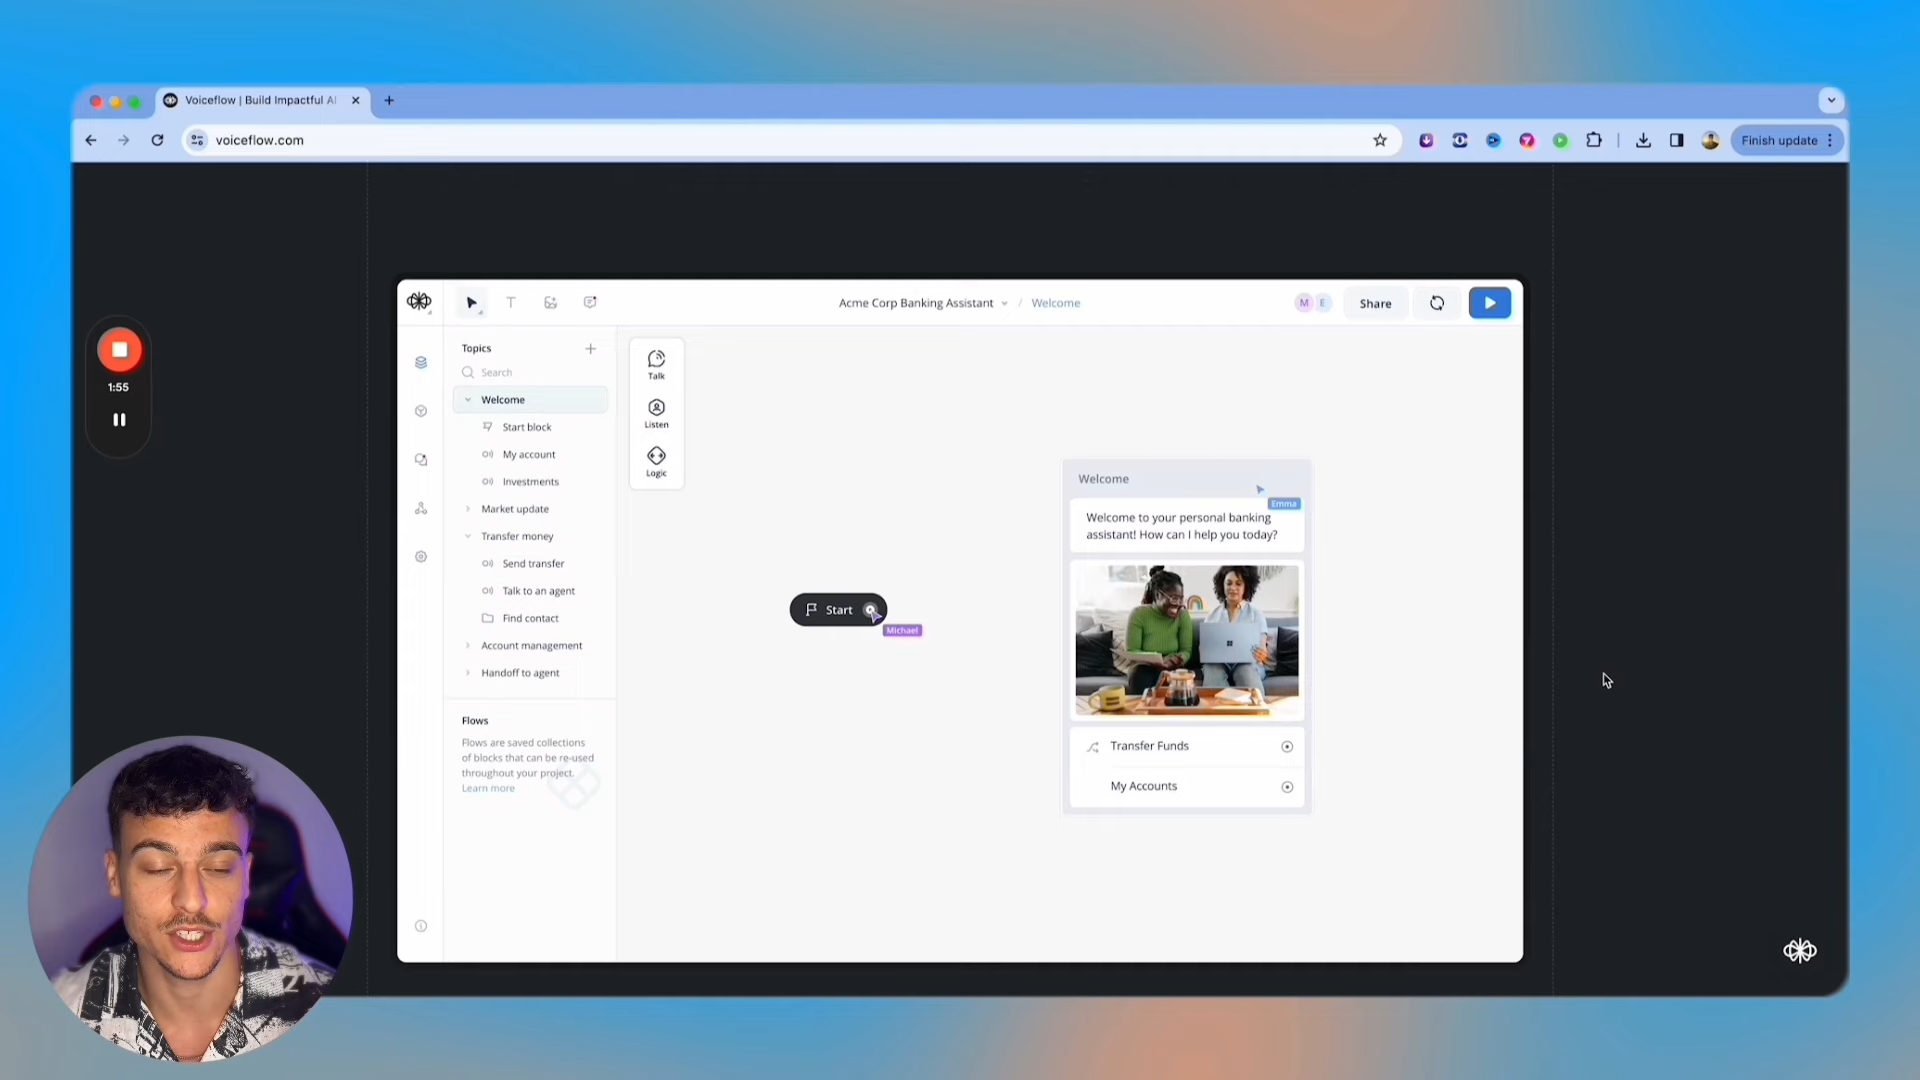 Voiceflow | Build Impactful AI
voiceflow.com
Finish update
1:55
Acme Corp Banking Assistant / Welcome
M E
Share
Topics
Search
Welcome
Start block
My account
Investments
Market update
Transfer money
Send transfer
Talk to an agent
Find contact
Account management
Handoff to agent
Flows
Flows are saved collections
of blocks that can be re-used
throughout your project.
Learn more
Talk
Listen
Logic
Start
Michael
Welcome
Emma
Welcome to your personal banking
assistant! How can I help you today?
Transfer Funds
My Accounts